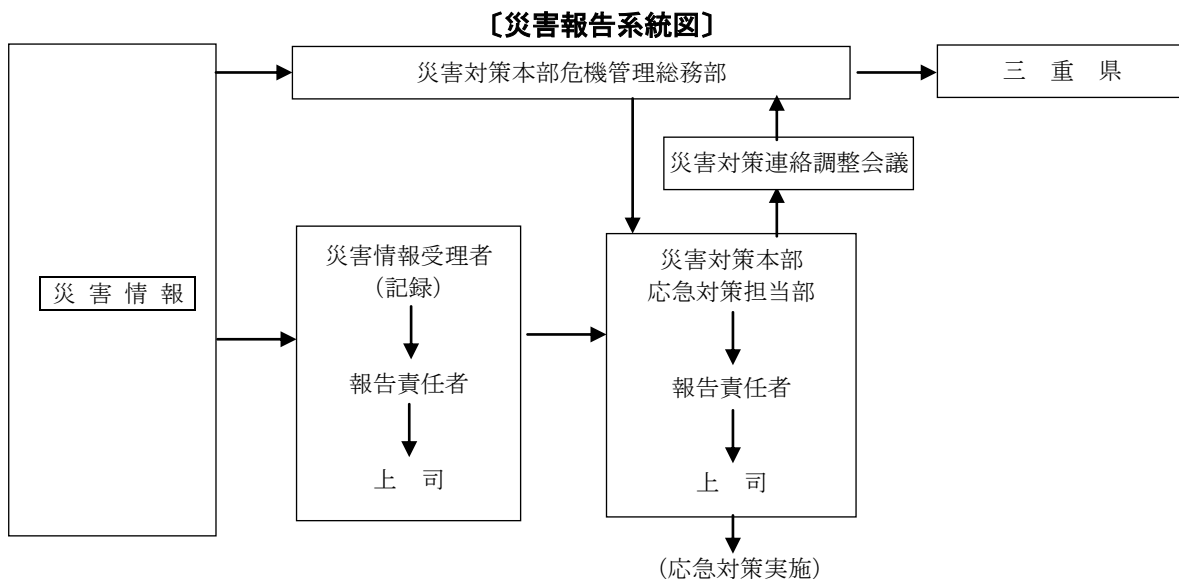 〔災害報告系統図〕
災害対策本部危機管理総務部
三 重 県
災害対策連絡調整会議
災 害 情 報
災害情報受理者
(記録)
報告責任者
上 司
災害対策本部
応急対策担当部
報告責任者
上 司
(応急対策実施)